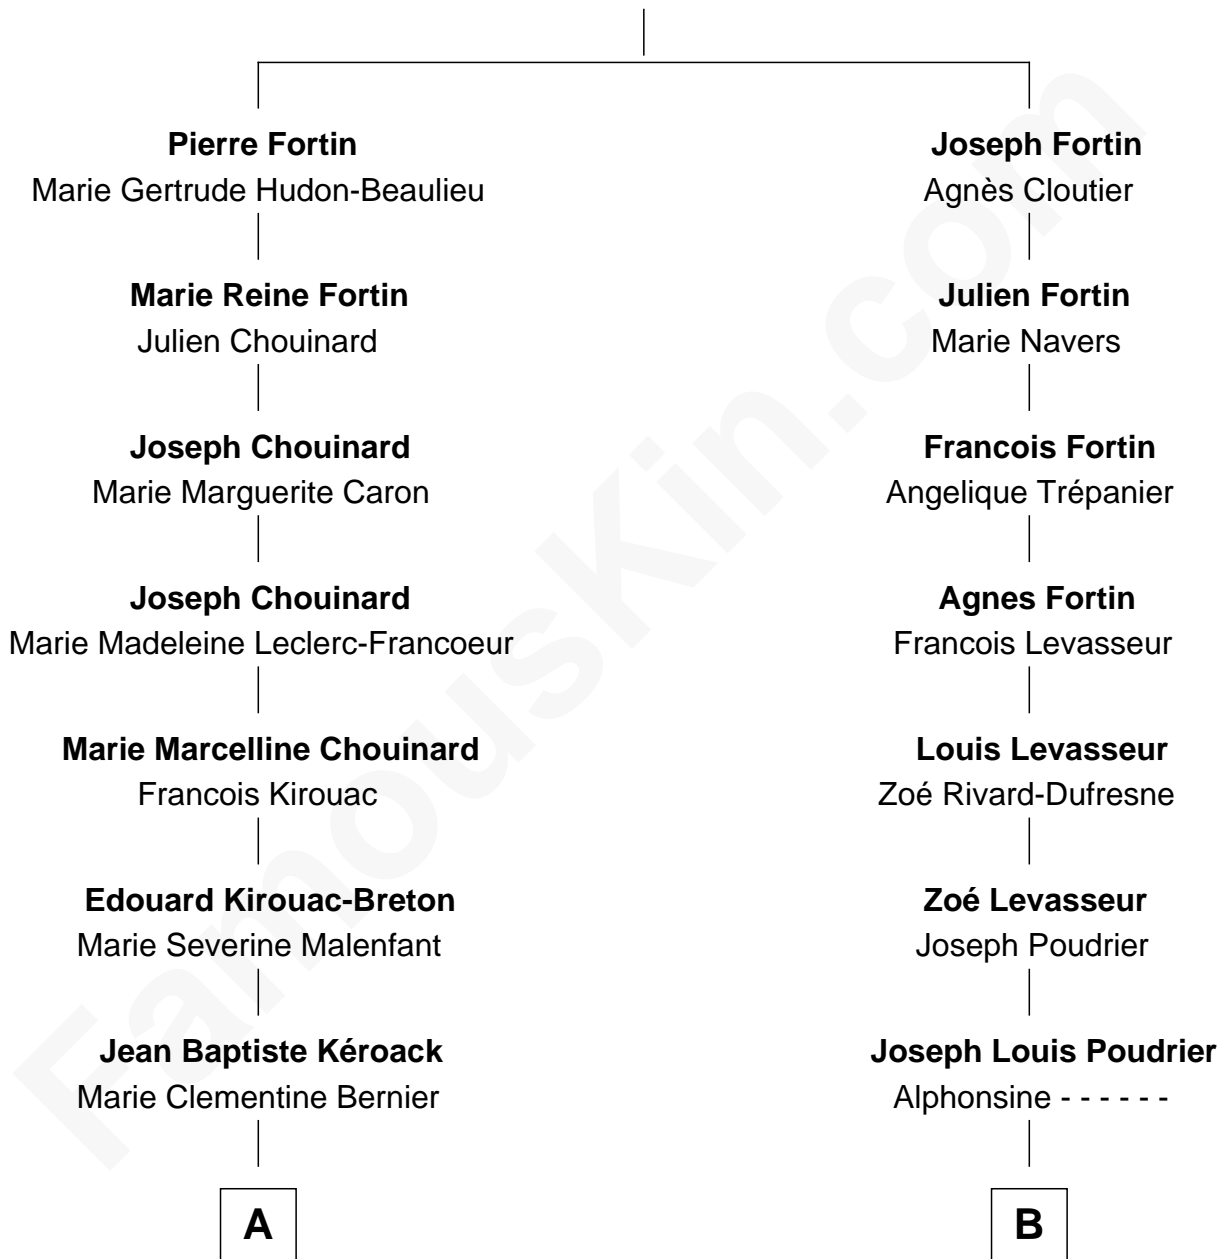 Pierre Fortin
Marie Gertrude Hudon-Beaulieu
Marie Reine Fortin
Julien Chouinard
Joseph Chouinard
Marie Marguerite Caron
Joseph Chouinard
Marie Madeleine Leclerc-Francoeur
Marie Marcelline Chouinard
Francois Kirouac
Edouard Kirouac-Breton
Marie Severine Malenfant
Jean Baptiste Kéroack
Marie Clementine Bernier
A
Joseph Fortin
Agnès Cloutier
Julien Fortin
Marie Navers
Francois Fortin
Angelique Trépanier
Agnes Fortin
Francois Levasseur
Louis Levasseur
Zoé Rivard-Dufresne
Zoé Levasseur
Joseph Poudrier
Joseph Louis Poudrier
Alphonsine - - - - - -
B
FamousKin.com